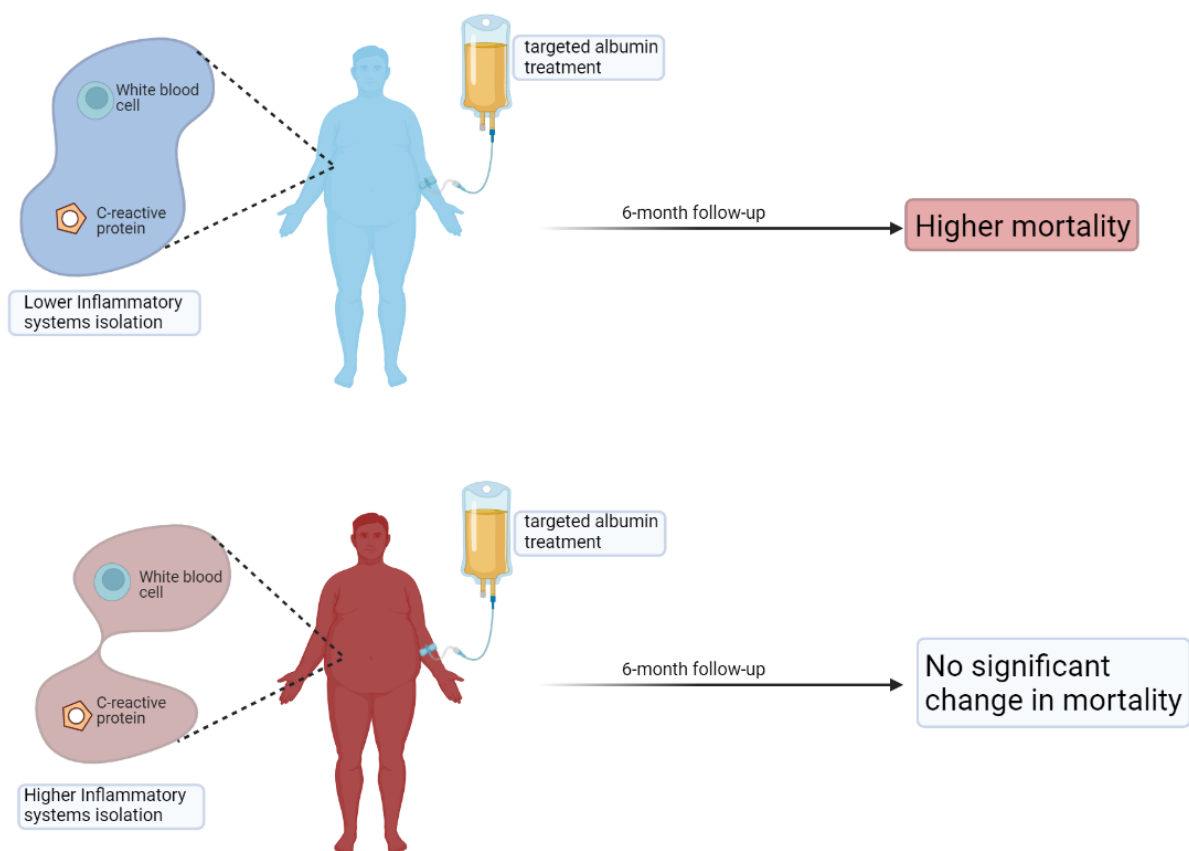 targeted albumin
treatment
White blood
cell
C-reactive
protein
6-month follow-up
Higher mortality
Lower Inflammatory
systems isolation
targeted albumin
treatment
White blood
cell
6-month follow-up
No significant
change in mortality
C-reactive
protein
Higher Inflammatory
systems isolation